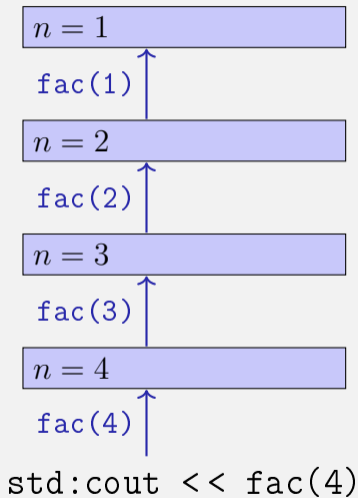 n = 1
fac(1)
n = 2
fac(2)
n = 3
fac(3)
n = 4
fac(4)
std:cout << fac(4)